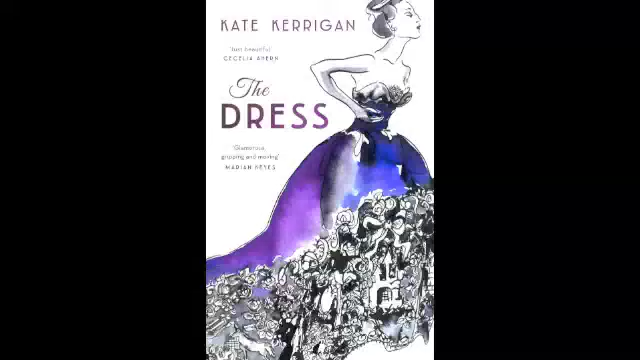 KATE KERRIGAN
'Just beautiful'
CECELIA AHERN
The
DRESS
'Glamorous,
gripping and moving'
MARIAN KEYES